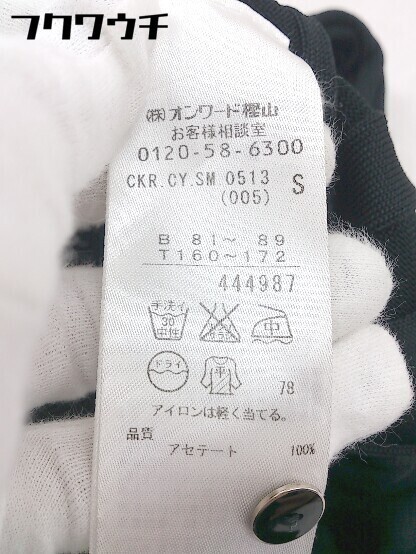 フクワウチ
(株)オンワード樫山
お客様相談室
0120-58-6300
CKR.CY.SM 0513 S
(005)
B 81～ 89
T160～172
444987
手洗イ 30 中性
中
ドライ
平
78
アイロンは軽く当てる。
品質
アセテート 100%